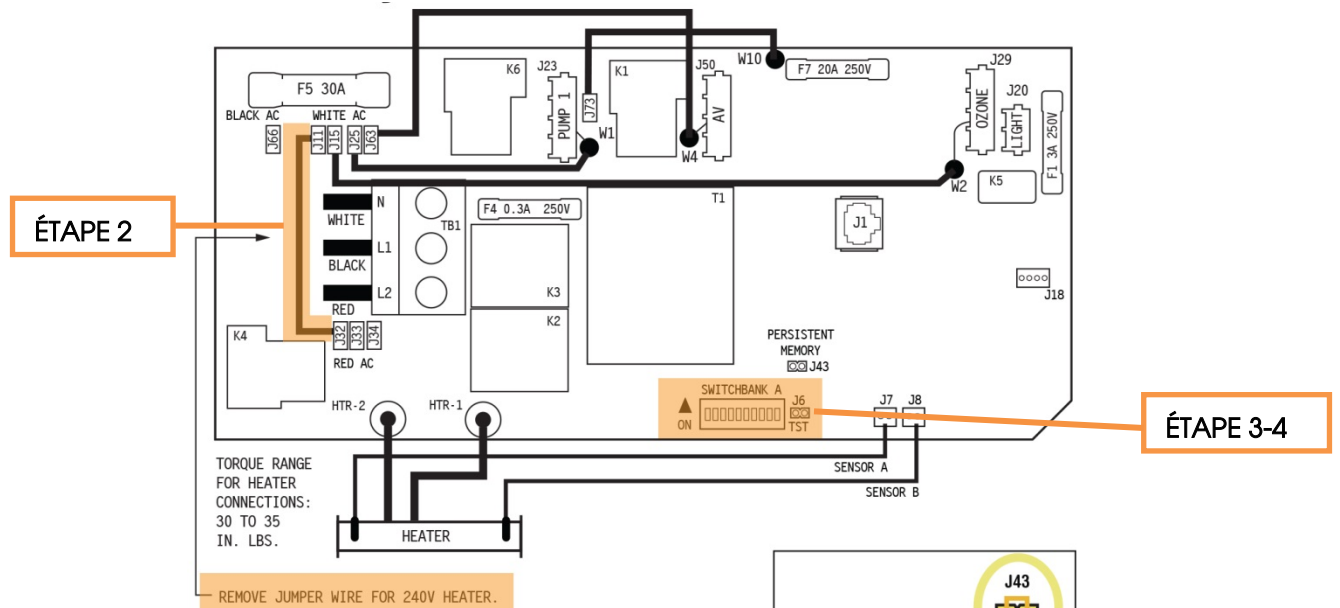 F5 30A
BLACK AC
WHITE AC
J66
J11
J15
J25
J63
K6
J23
PUMP 1
J73
W1
K1
J50
AV
W4
W10
F7 20A 250V
J29
OZONE
J20
LIGHT
F1 3A 250V
K5
W2
ÉTAPE 2
N
WHITE
L1
BLACK
L2
RED
TB1
F4 0.3A 250V
K3
K2
T1
J1
J18
K4
J32
J33
J34
RED AC
PERSISTENT
MEMORY
J43
SWITCHBANK A
ON
J6
TST
J7
J8
ÉTAPE 3-4
HTR-2
HTR-1
SENSOR A
SENSOR B
TORQUE RANGE
FOR HEATER
CONNECTIONS:
30 TO 35
IN. LBS.
HEATER
REMOVE JUMPER WIRE FOR 240V HEATER.
J43